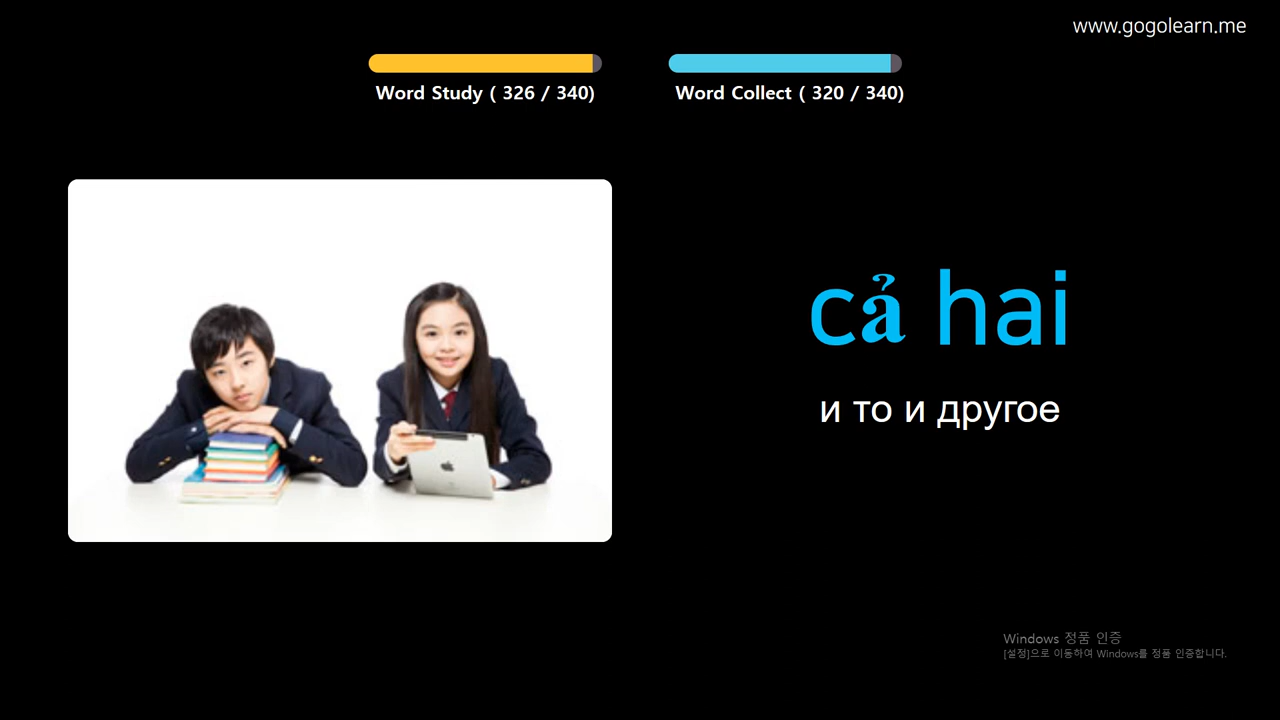 www.gogolearn.me
Word Study ( 326 / 340)
Word Collect ( 320 / 340)
cả hai
и то и другое
Windows 정품 인증
[설정]으로 이동하여 Windows를 정품 인증합니다.